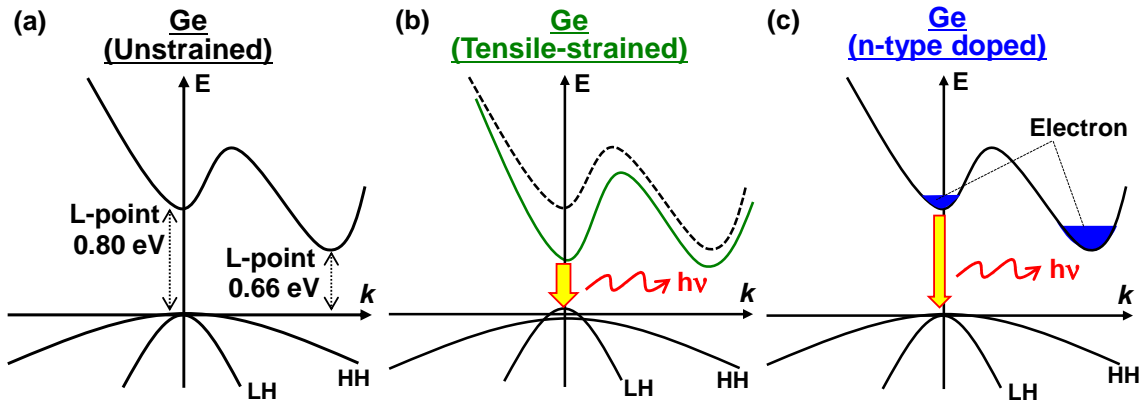 (a)
Ge
(Unstrained)
E
L-point
0.80 eV
L-point
0.66 eV
k
HH
LH
(b)
Ge
(Tensile-strained)
E
hν
k
HH
LH
(c)
Ge
(n-type doped)
E
Electron
hν
k
HH
LH